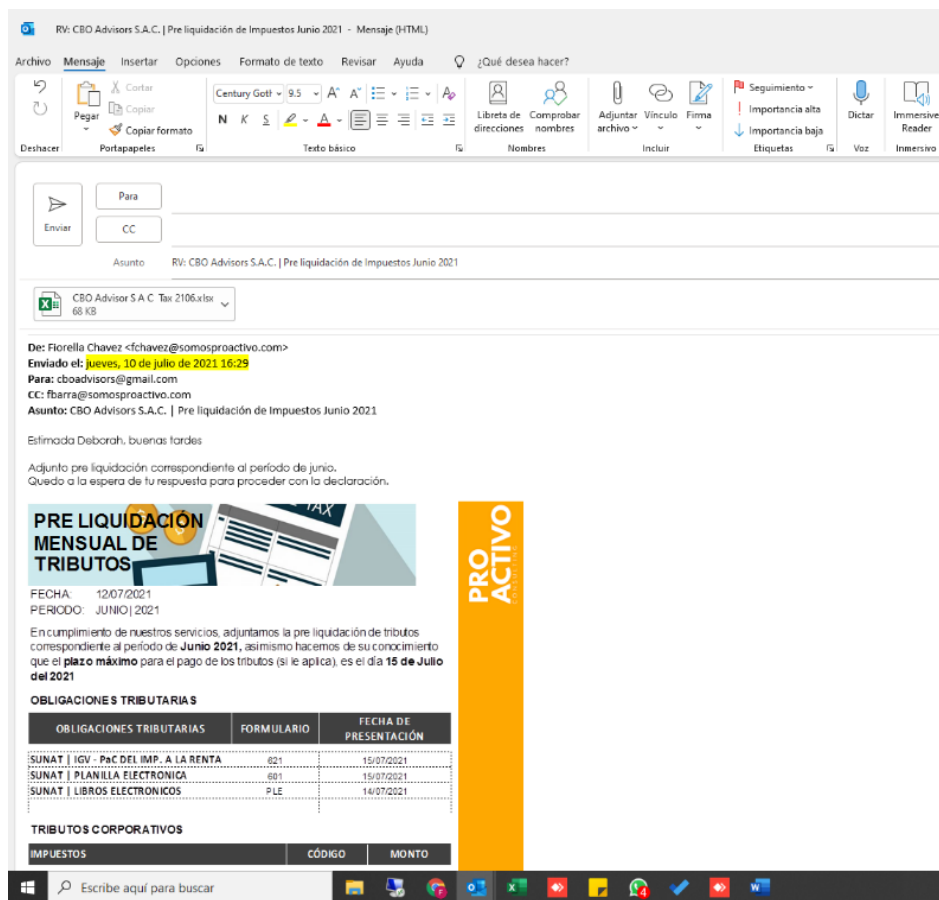 RV: CBO Advisors S.A.C. | Pre liquidación de Impuestos Junio 2021 - Mensaje (HTML)
Archivo Mensaje Insertar Opciones Formato de texto Revisar Ayuda ¿Qué desea hacer?
Pegar
Cortar
Copiar
Copiar formato
Century Gotl 9.5
N K S
Libreta de direcciones
Comprobar nombres
Adjuntar archivo
Vínculo
Firma
Seguimiento
Importancia alta
Importancia baja
Dictar
Immersive Reader
Deshacer Portapapeles Texto básico Nombres Incluir Etiquetas Voz Inmersivo
Enviar
Para
CC
Asunto RV: CBO Advisors S.A.C. | Pre liquidación de Impuestos Junio 2021
CBO Advisor S A C Tax 2106.xlsx
68 KB
De: Fiorella Chavez <fchavez@somosproactivo.com>
Enviado el: jueves, 10 de julio de 2021 16:29
Para: cboadvisors@gmail.com
CC: fbarra@somosproactivo.com
Asunto: CBO Advisors S.A.C. | Pre liquidación de Impuestos Junio 2021
Estimada Deborah, buenas tardes
Adjunto pre liquidación correspondiente al período de junio.
Quedo a la espera de tu respuesta para proceder con la declaración.
PRE LIQUIDACIÓN
MENSUAL DE
TRIBUTOS
TAX
PRO
ACTIVO
FECHA: 12/07/2021
PERIODO: JUNIO | 2021
En cumplimiento de nuestros servicios, adjuntamos la pre liquidación de tributos
correspondiente al período de Junio 2021, asimismo hacemos de su conocimiento
que el plazo máximo para el pago de los tributos (si le aplica), es el día 15 de Julio
del 2021
OBLIGACIONES TRIBUTARIAS
OBLIGACIONES TRIBUTARIAS FORMULARIO FECHA DE PRESENTACIÓN
SUNAT | IGV - PaC DEL IMP. A LA RENTA 621 15/07/2021
SUNAT | PLANILLA ELECTRONICA 601 15/07/2021
SUNAT | LIBROS ELECTRONICOS PLE 14/07/2021
TRIBUTOS CORPORATIVOS
IMPUESTOS CÓDIGO MONTO
Escribe aquí para buscar
4